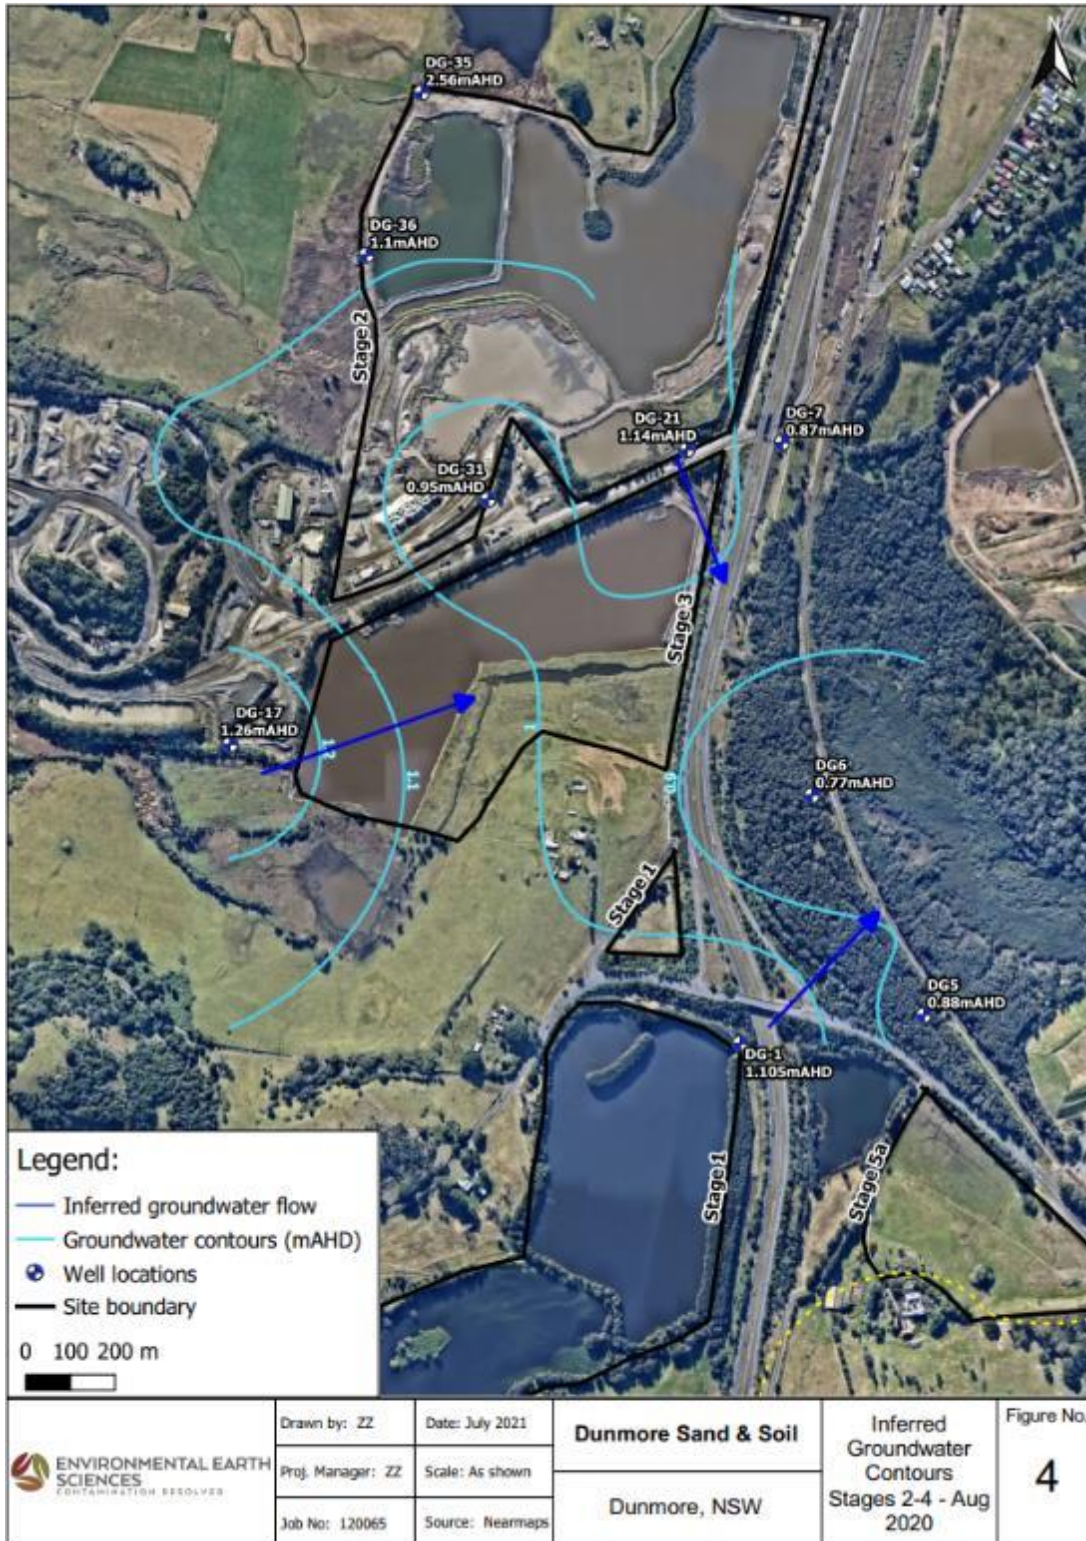 N
DG-35
2.56mAHD
DG-36
1.1mAHD
Stage 2
DG-21
1.14mAHD
DG-7
0.87mAHD
DG-31
0.95mAHD
Stage 3
DG-17
1.26mAHD
1.2
1.1
1
0.9
DG6
0.77mAHD
Stage 1
DG5
0.88mAHD
DG-1
1.105mAHD
Stage 1
Stage 5a
Legend:
Inferred groundwater flow
Groundwater contours (mAHD)
Well locations
Site boundary
0 100 200 m
ENVIRONMENTAL EARTH
SCIENCES
CONTAMINATION RESOLVED
Drawn by: ZZ
Proj. Manager: ZZ
Job No: 120065
Date: July 2021
Scale: As shown
Source: Nearmaps
Dunmore Sand & Soil
Dunmore, NSW
Inferred
Groundwater
Contours
Stages 2-4 - Aug
2020
Figure No.
4